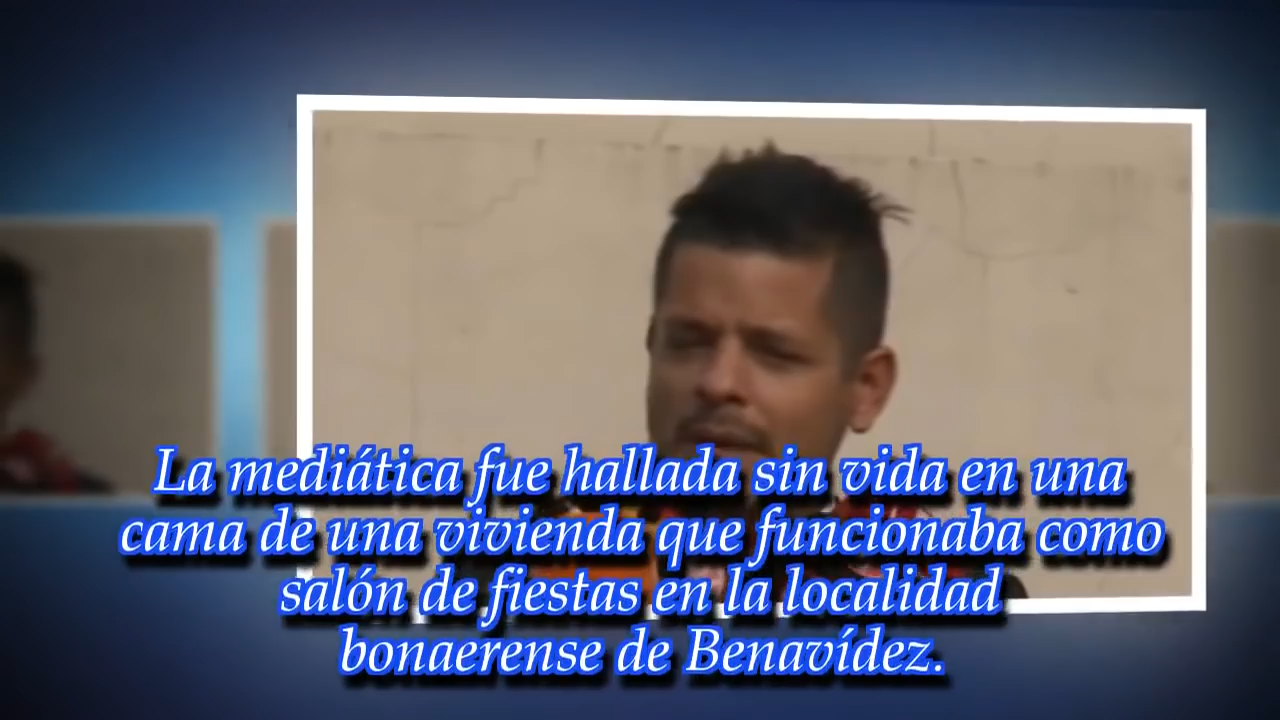 La mediática fue hallada sin vida en una
cama de una vivienda que funcionaba como
salón de fiestas en la localidad
bonaerense de Benavídez.